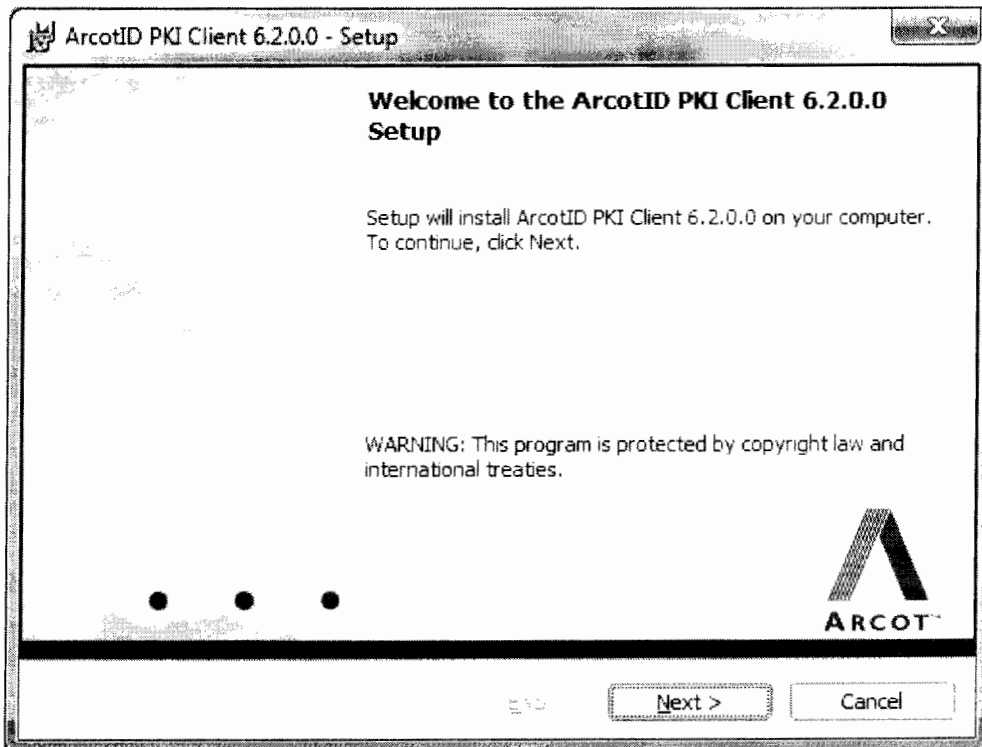 ArcotID PKI Client 6.2.0.0 - Setup
X
Welcome to the ArcotID PKI Client 6.2.0.0
Setup
Setup will install ArcotID PKI Client 6.2.0.0 on your computer.
To continue, click Next.
WARNING: This program is protected by copyright law and
international treaties.
ARCOT™
Next >
Cancel